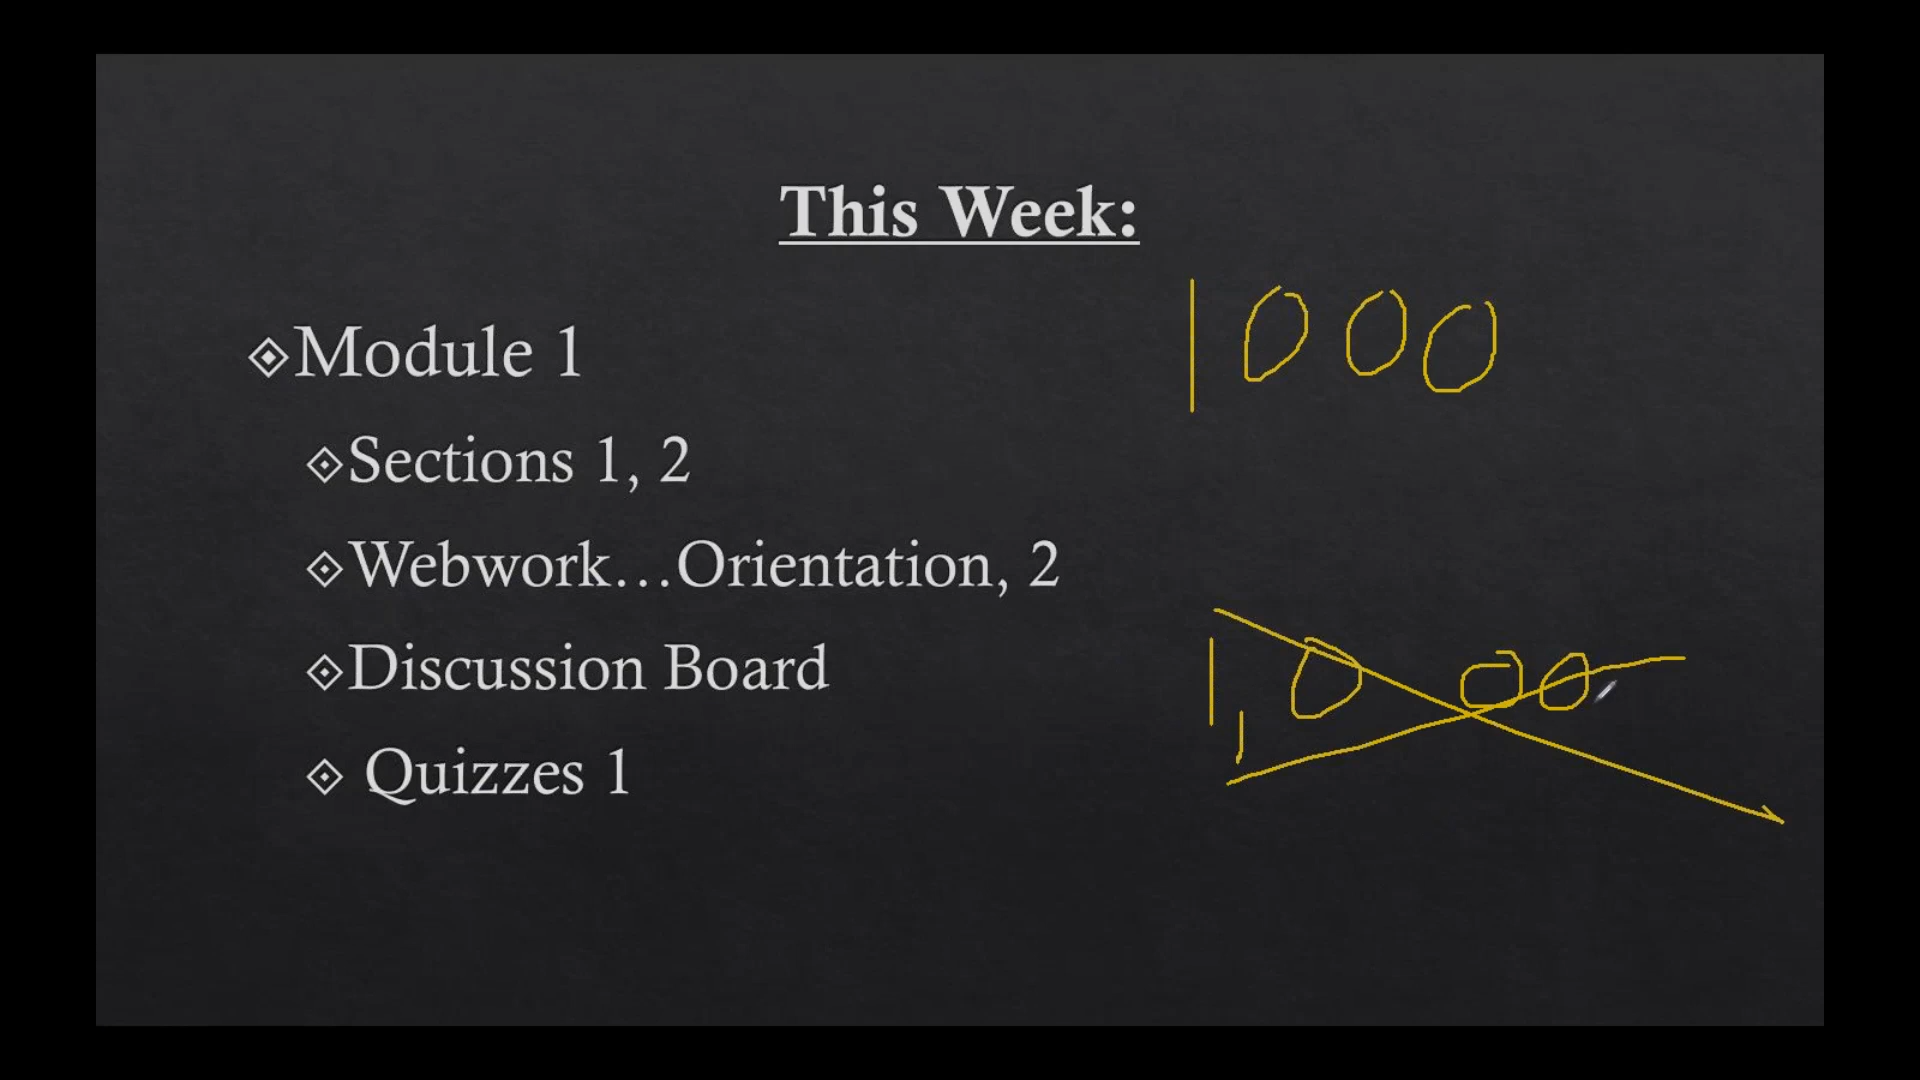 This Week:
Module 1
1000
Sections 1, 2
Webwork…Orientation, 2
Discussion Board
1,000
Quizzes 1